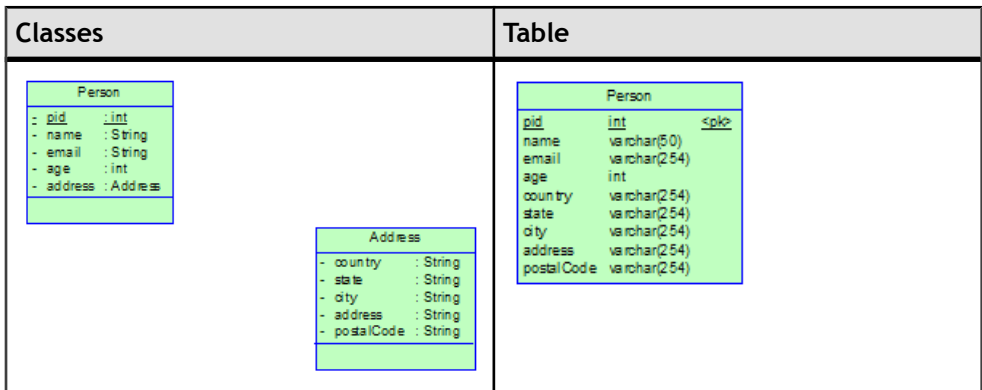 Classes
Table
Person
- pid : int
- name : String
- email : String
- age : int
- address : Address
Address
- country : String
- state : String
- city : String
- address : String
- postalCode : String
Person
pid int <pk>
name varchar(50)
email varchar(254)
age int
country varchar(254)
state varchar(254)
city varchar(254)
address varchar(254)
postalCode varchar(254)